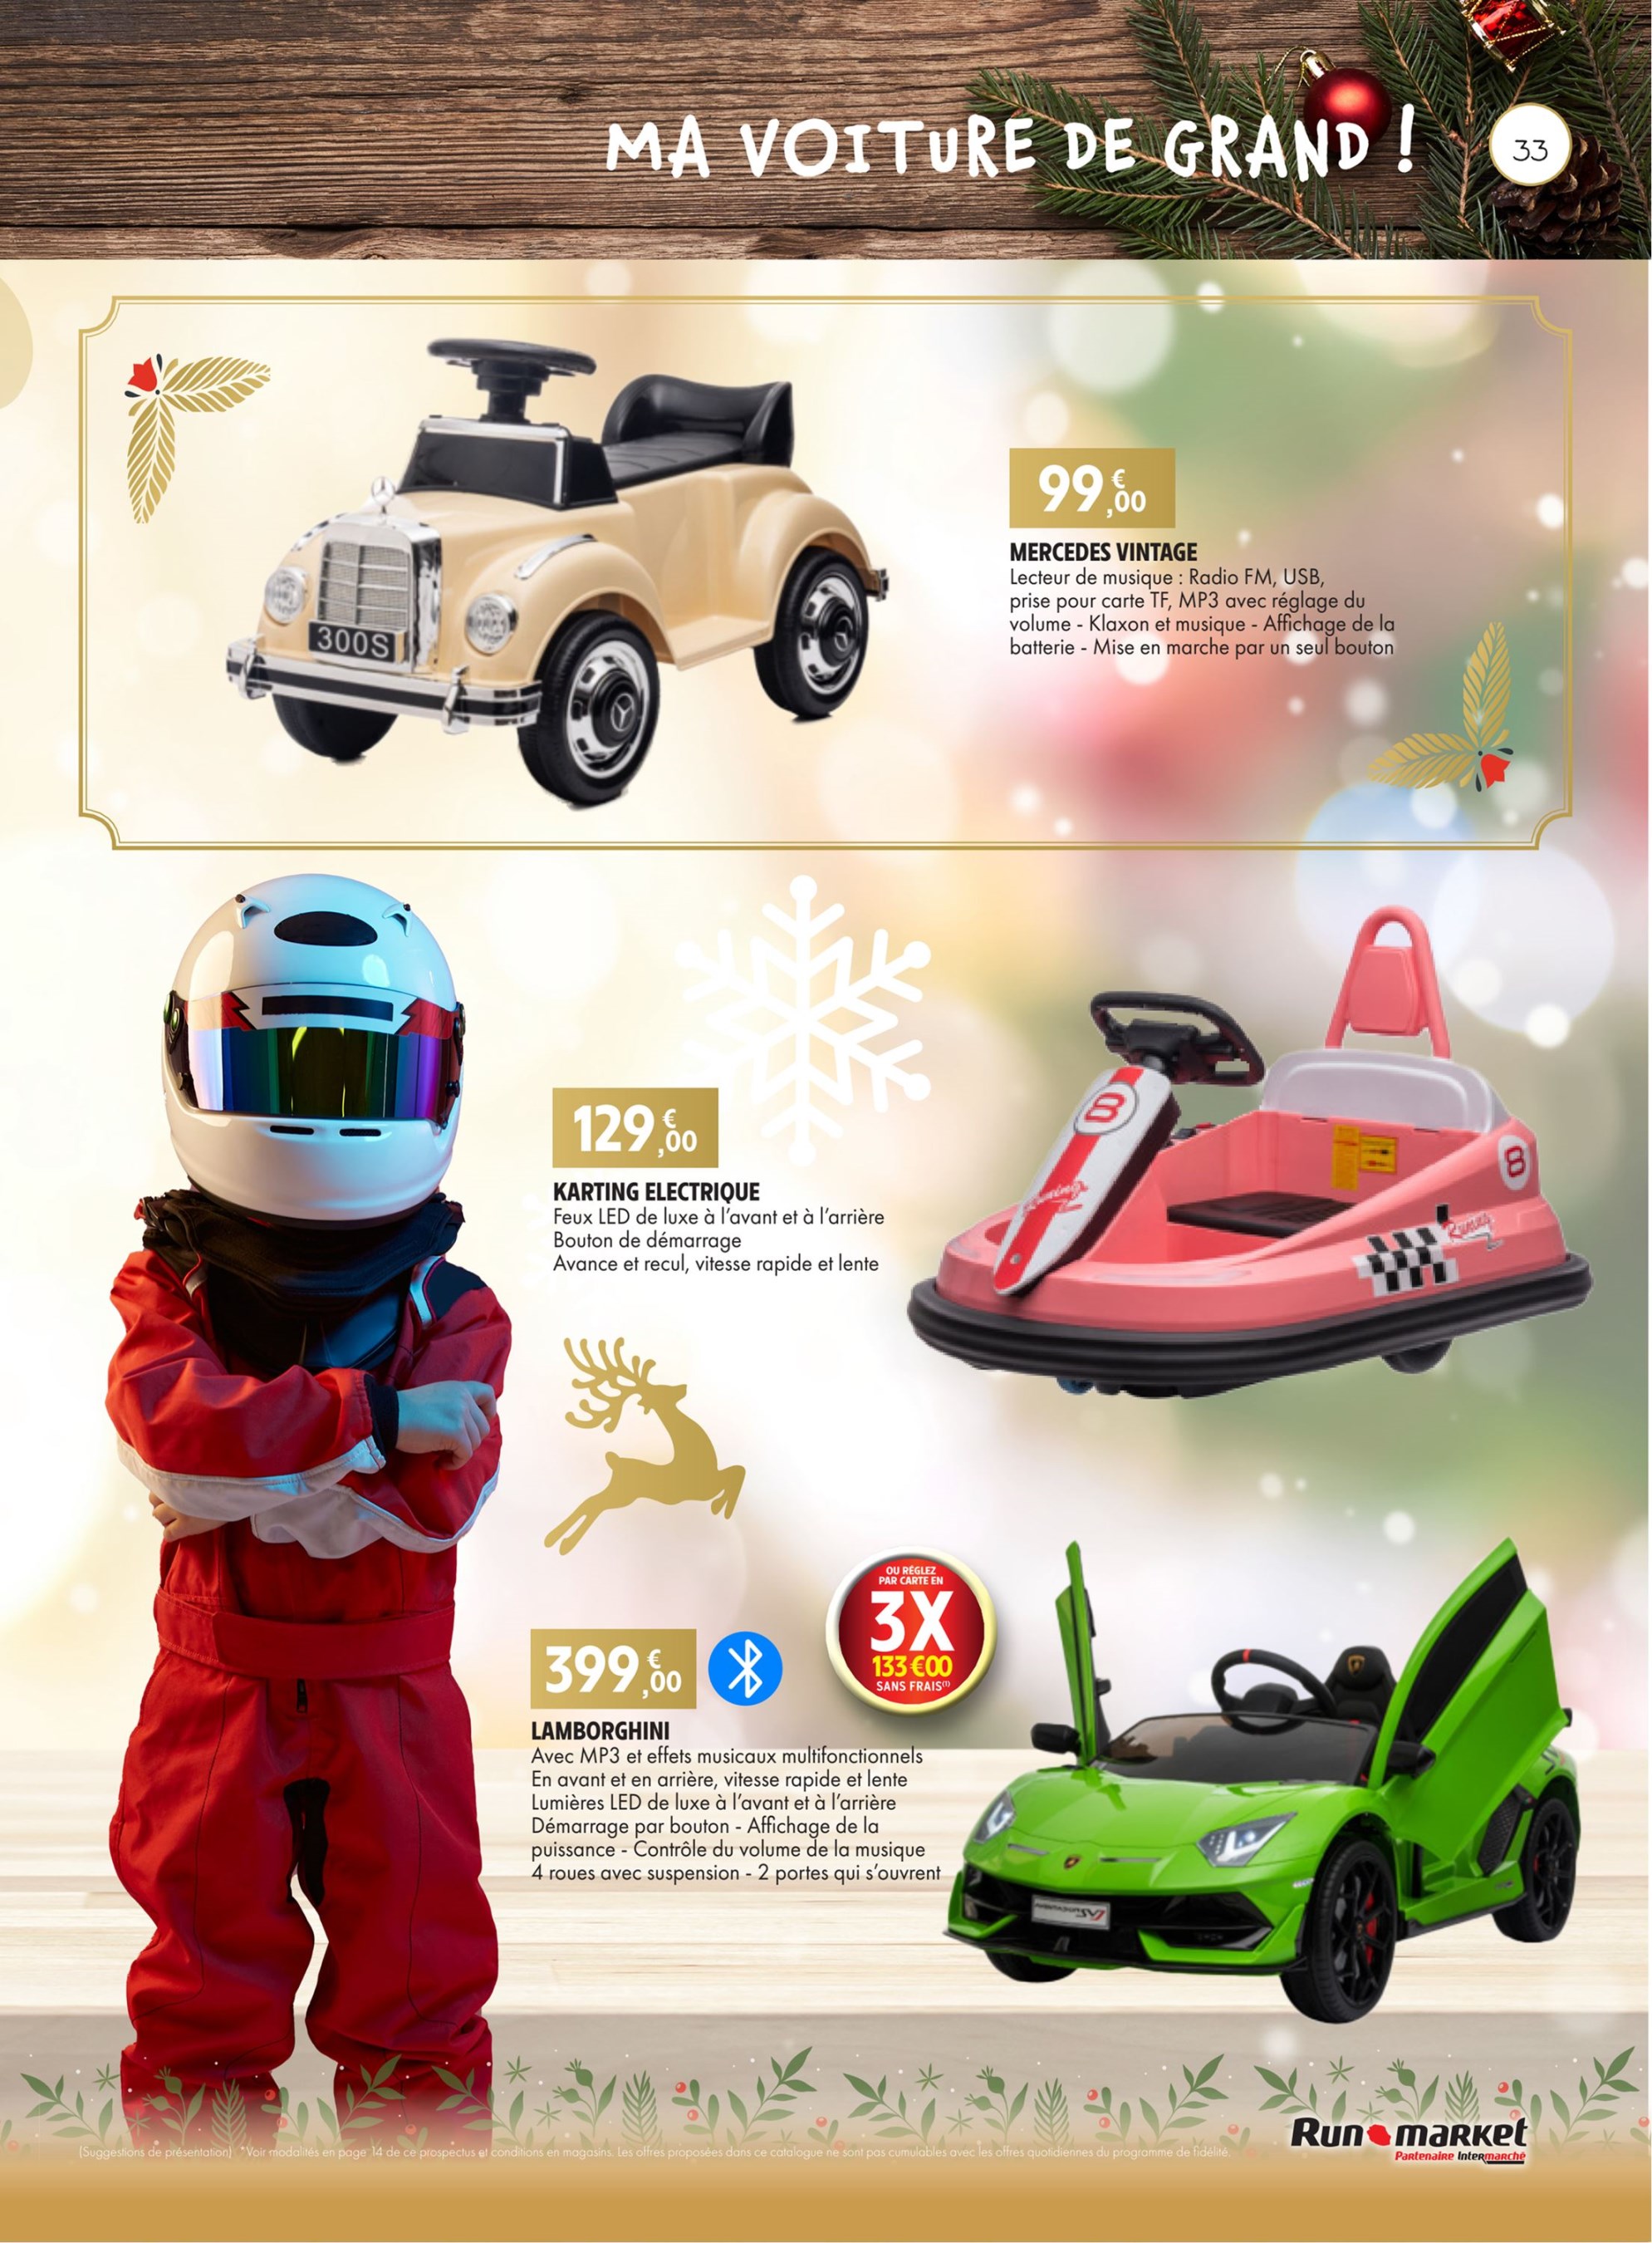 MA VOITURE DE GRAND !
33
99,€00
MERCEDES VINTAGE
Lecteur de musique : Radio FM, USB,
prise pour carte TF, MP3 avec réglage du
volume - Klaxon et musique - Affichage de la
batterie - Mise en marche par un seul bouton
300S
129,€00
KARTING ELECTRIQUE
Feux LED de luxe à l'avant et à l'arrière
Bouton de démarrage
Avance et recul, vitesse rapide et lente
8
8
Runing
OU RÉGLEZ
PAR CARTE EN
3X
133€00
SANS FRAIS(1)
399,€00
LAMBORGHINI
Avec MP3 et effets musicaux multifonctionnels
En avant et en arrière, vitesse rapide et lente
Lumières LED de luxe à l'avant et à l'arrière
Démarrage par bouton - Affichage de la
puissance - Contrôle du volume de la musique
4 roues avec suspension - 2 portes qui s'ouvrent
Run market
Partenaire Intermarché
(Suggestions de présentation) *Voir modalités en page 14 de ce prospectus et conditions en magasins. Les offres proposées dans ce catalogue ne sont pas cumulables avec les offres quotidiennes du programme de fidélité.